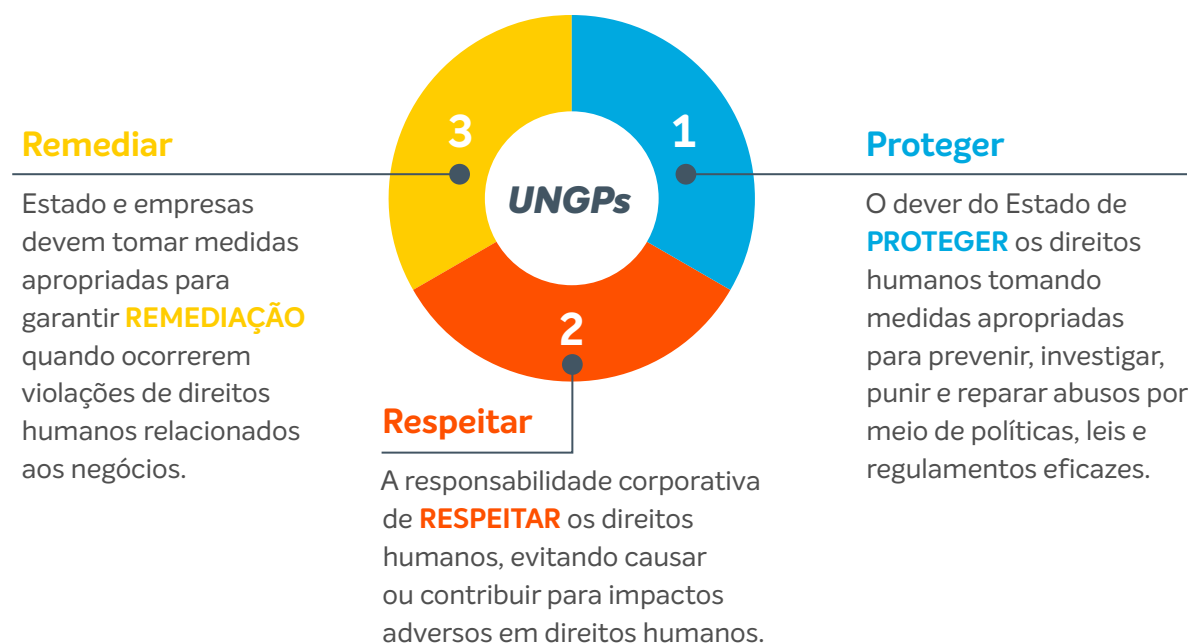 3
1
UNGPs
2
Remediar
Estado e empresas
devem tomar medidas
apropriadas para
garantir REMEDIAÇÃO
quando ocorrerem
violações de direitos
humanos relacionados
aos negócios.
Proteger
O dever do Estado de
PROTEGER os direitos
humanos tomando
medidas apropriadas
para prevenir, investigar,
punir e reparar abusos por
meio de políticas, leis e
regulamentos eficazes.
Respeitar
A responsabilidade corporativa
de RESPEITAR os direitos
humanos, evitando causar
ou contribuir para impactos
adversos em direitos humanos.